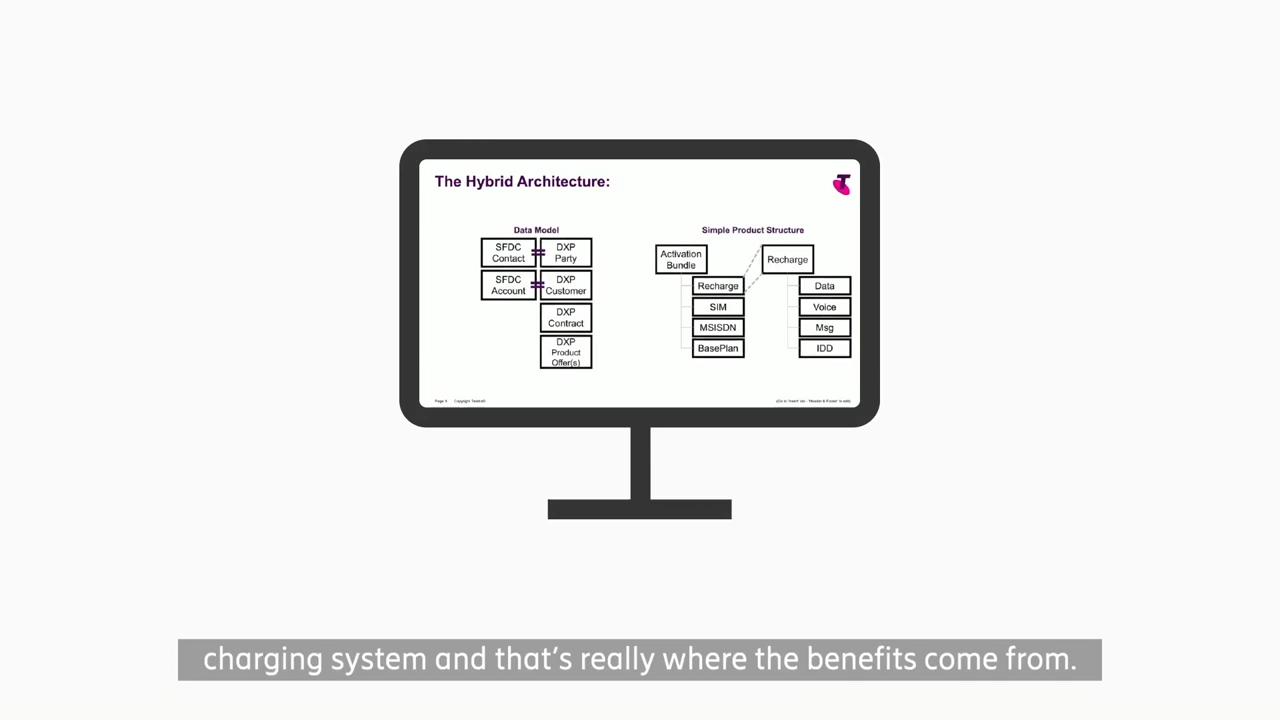 The Hybrid Architecture:
Data Model
SFDC
Contact
DXP
Party
SFDC
Account
DXP
Customer
DXP
Contract
DXP
Product
Offer(s)
Simple Product Structure
Activation
Bundle
Recharge
SIM
MSISDN
BasePlan
Recharge
Data
Voice
Msg
IDD
charging system and that's really where the benefits come from.